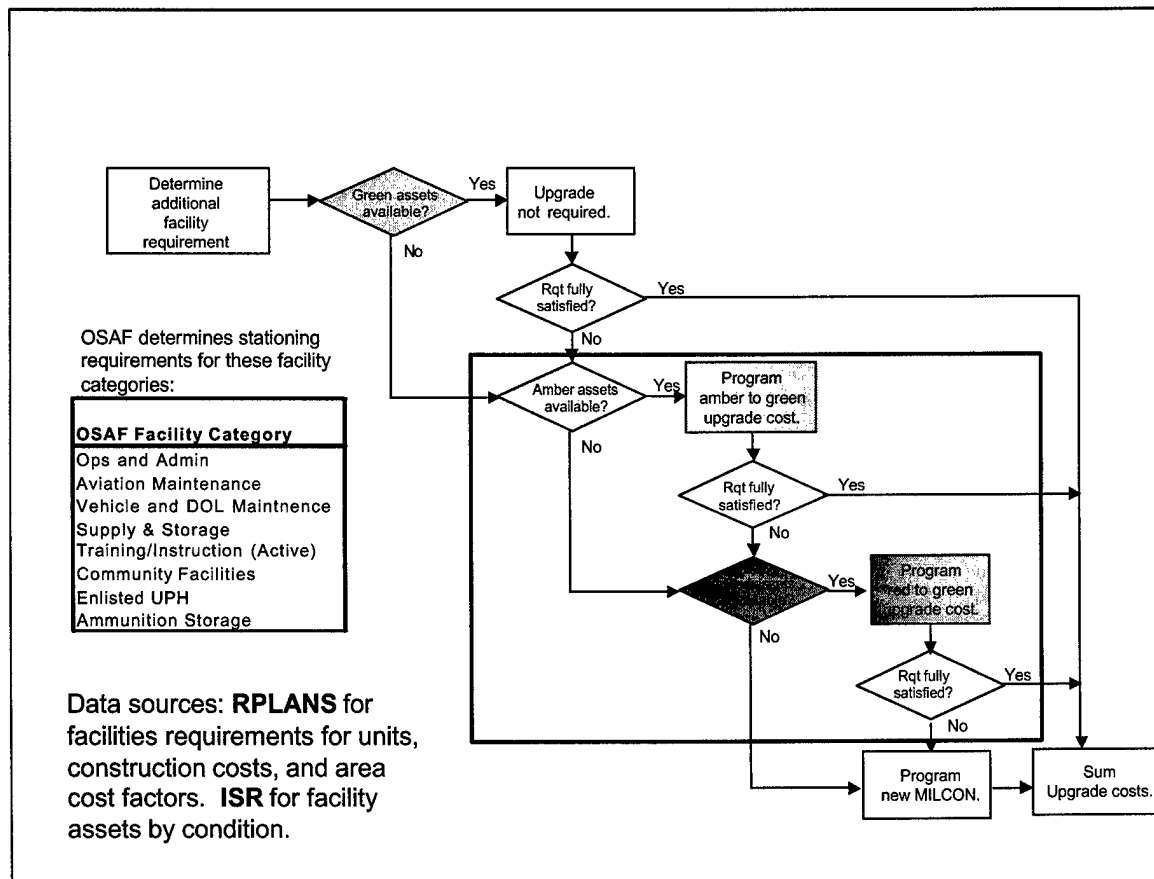 Determine
additional
facility
requirement
Green assets
available?
Yes
No
Upgrade
not required.
Rqt fully
satisfied?
Yes
No
OSAF determines stationing
requirements for these facility
categories:
OSAF Facility Category
Ops and Admin
Aviation Maintenance
Vehicle and DOL Maintnence
Supply & Storage
Training/Instruction (Active)
Community Facilities
Enlisted UPH
Ammunition Storage
Amber assets
available?
Yes
No
Program
amber to green
upgrade cost.
Rqt fully
satisfied?
Yes
No
Yes
No
Program
red to green
upgrade cost.
Rqt fully
satisfied?
Yes
No
Program
new MILCON.
Sum
Upgrade costs.
Data sources: RPLANS for
facilities requirements for units,
construction costs, and area
cost factors. ISR for facility
assets by condition.